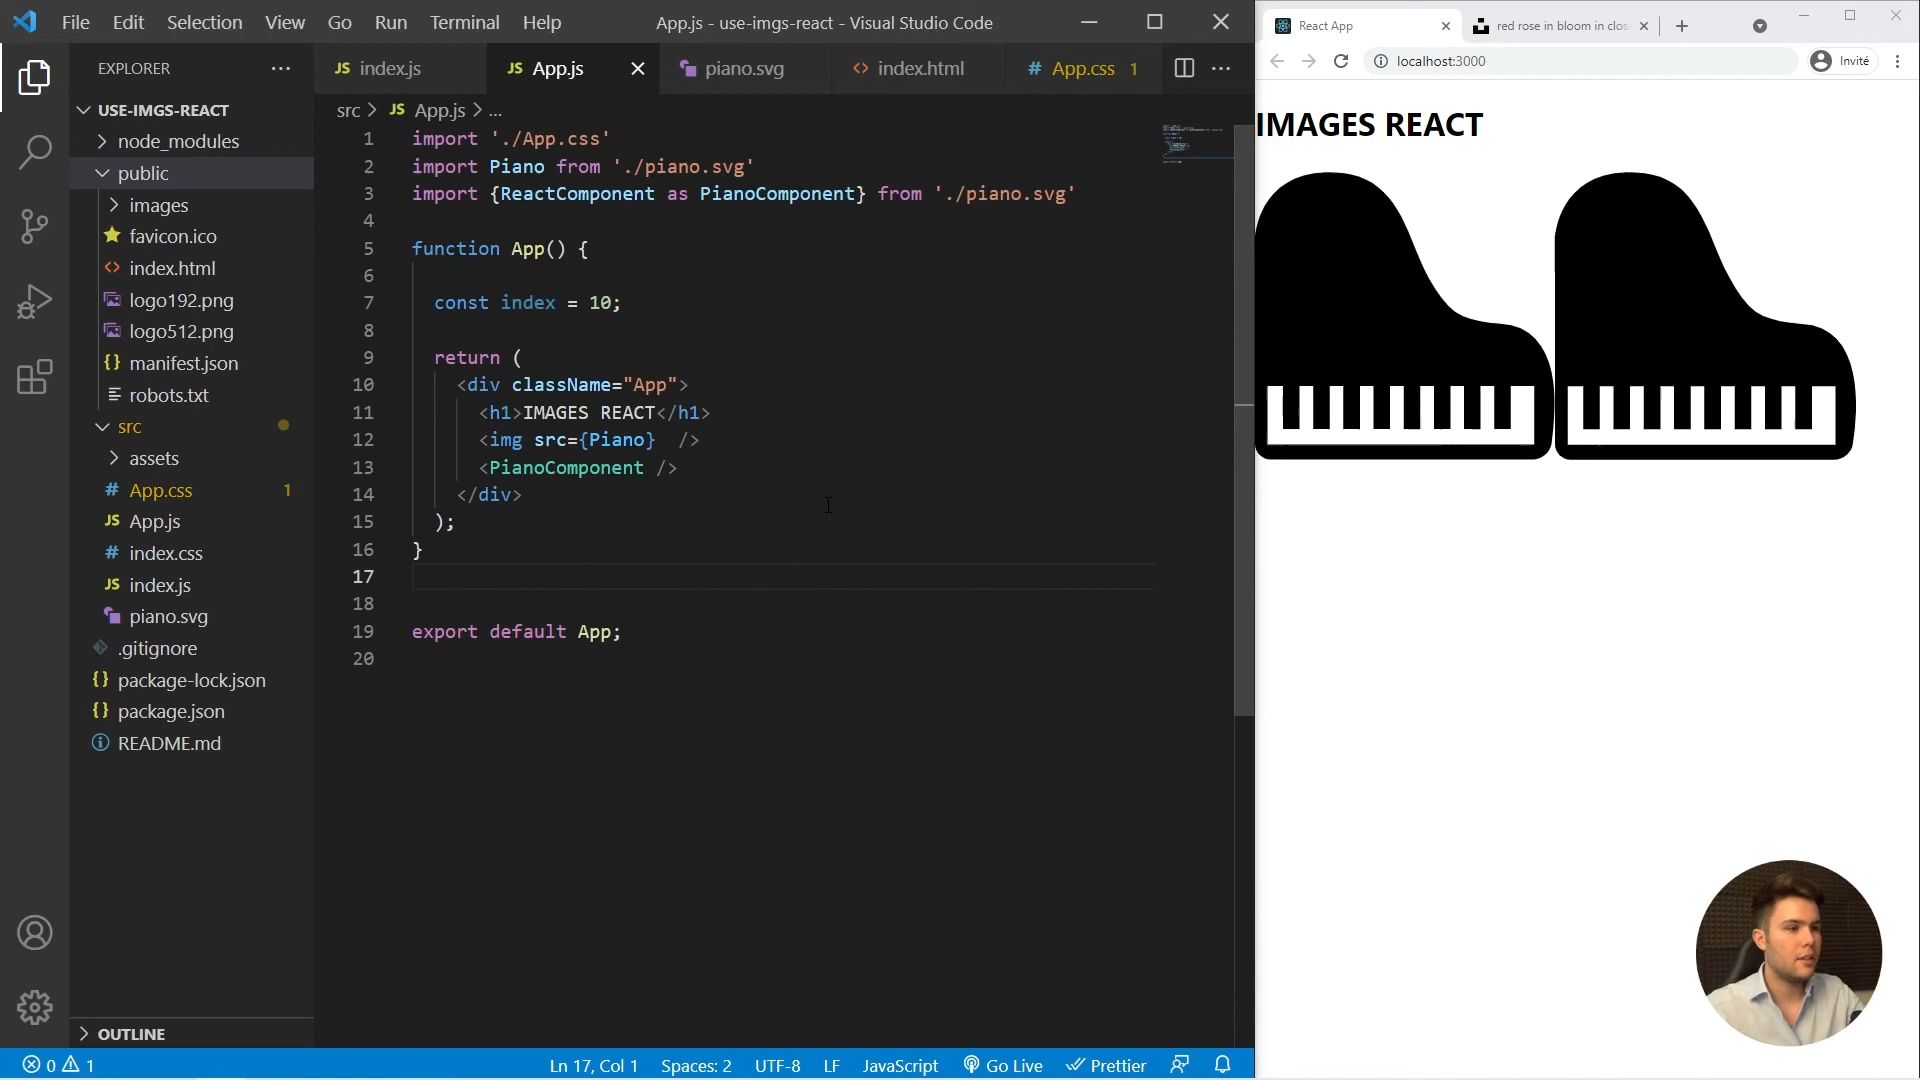 File Edit Selection View Go Run Terminal Help
App.js - use-imgs-react - Visual Studio Code
EXPLORER
USE-IMGS-REACT
node_modules
public
images
favicon.ico
index.html
logo192.png
logo512.png
manifest.json
robots.txt
src
assets
App.css 1
App.js
index.css
index.js
piano.svg
.gitignore
package-lock.json
package.json
README.md
OUTLINE
JS index.js
JS App.js
piano.svg
index.html
# App.css 1
src > JS App.js > ...
1 import './App.css'
2 import Piano from './piano.svg'
3 import {ReactComponent as PianoComponent} from './piano.svg'
4
5 function App() {
6
7 const index = 10;
8
9 return (
10 <div className="App">
11 <h1>IMAGES REACT</h1>
12 <img src={Piano} />
13 <PianoComponent />
14 </div>
15 );
16 }
17
18
19 export default App;
20
0 1
Ln 17, Col 1 Spaces: 2 UTF-8 LF JavaScript Go Live Prettier
React App
red rose in bloom in clos
localhost:3000
Invité
IMAGES REACT